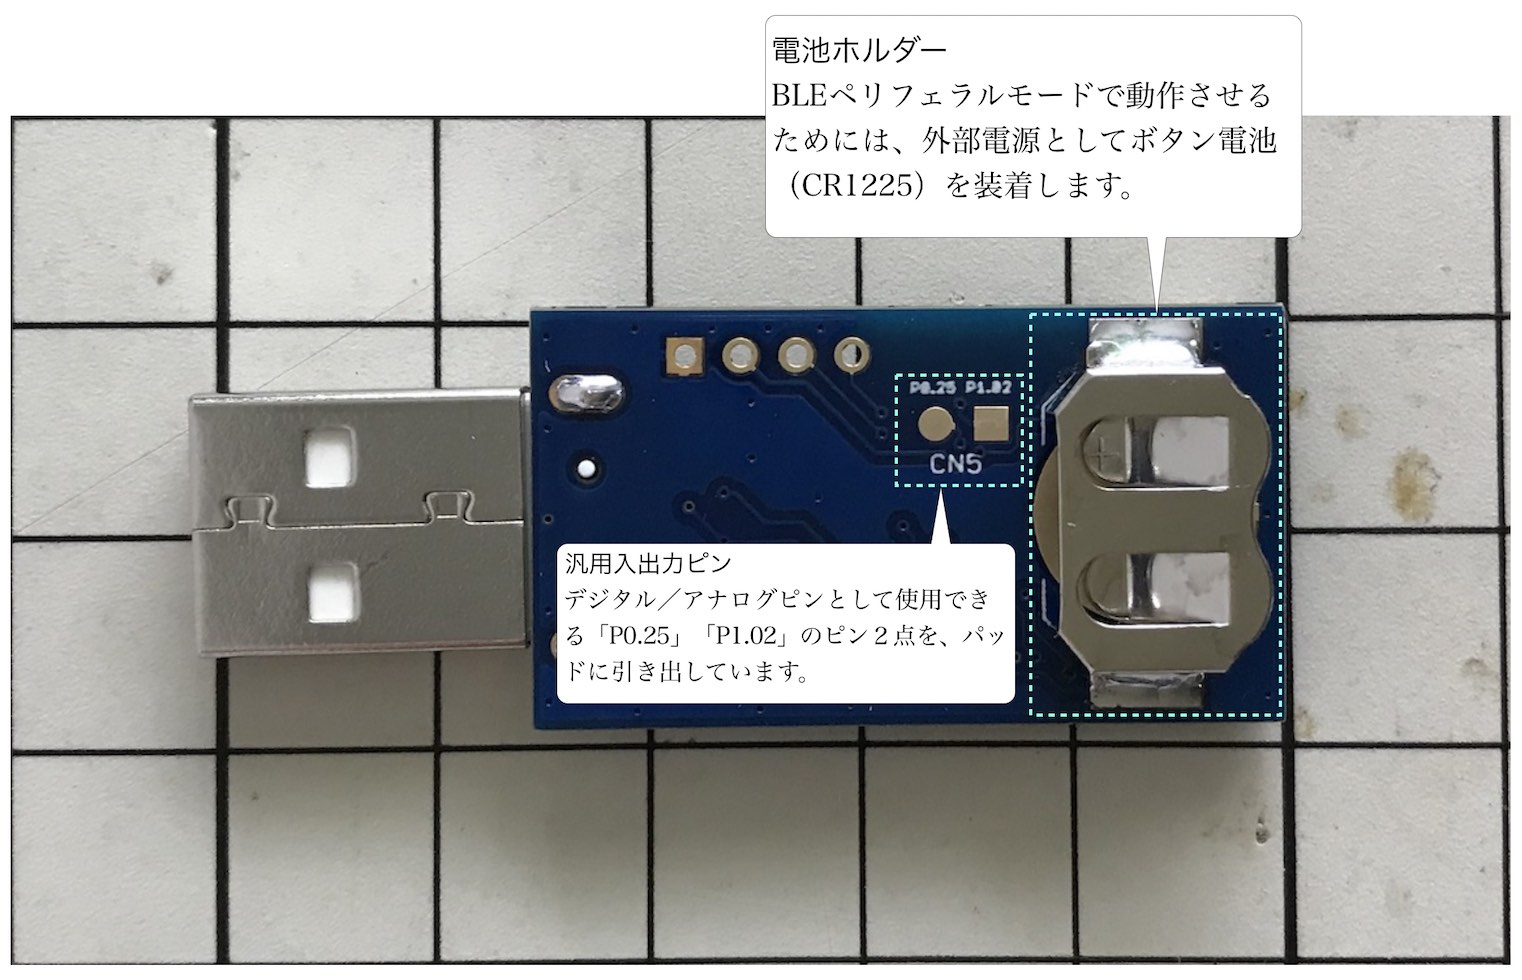 電池ホルダー
BLEペリフェラルモードで動作させる
ためには、外部電源としてボタン電池
（CR1225）を装着します。
P0.25 P1.02
CN5
汎用入出力ピン
デジタル／アナログピンとして使用でき
る「P0.25」「P1.02」のピン２点を、パッ
ドに引き出しています。